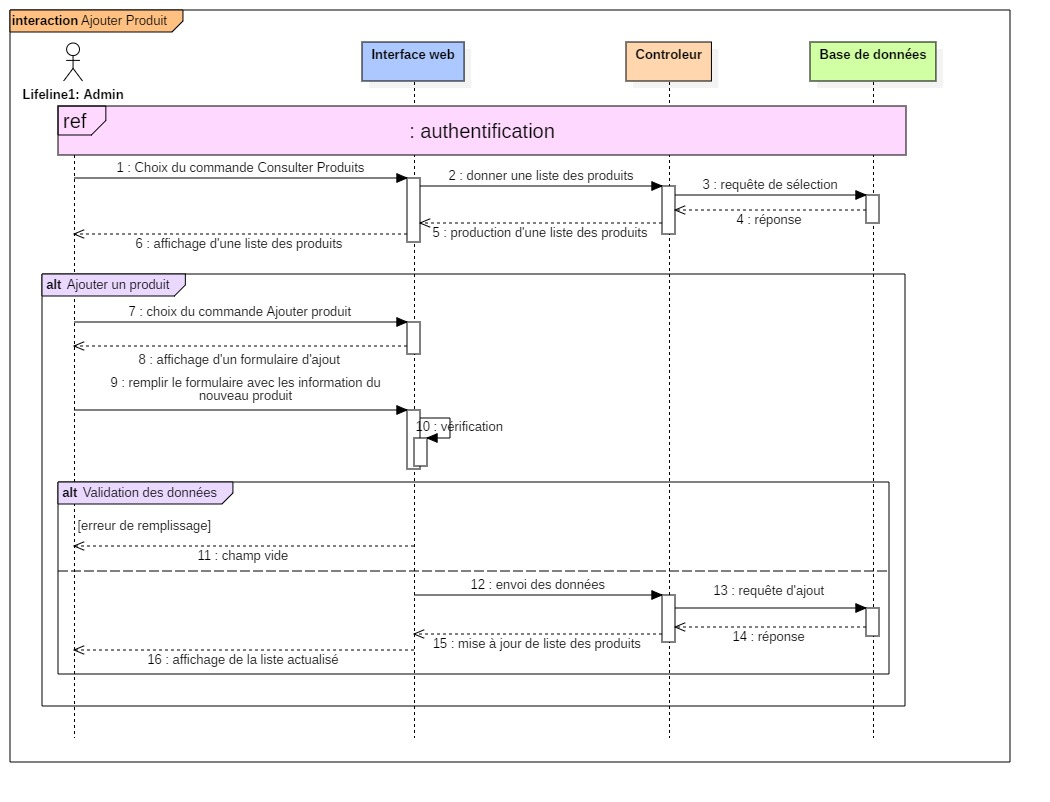 interaction Ajouter Produit
Interface web
Controleur
Base de données
Lifeline1: Admin
ref
: authentification
1 : Choix du commande Consulter Produits
2 : donner une liste des produits
3 : requête de sélection
4 : réponse
5 : production d'une liste des produits
6 : affichage d'une liste des produits
alt Ajouter un produit
7 : choix du commande Ajouter produit
8 : affichage d'un formulaire d'ajout
9 : remplir le formulaire avec les information du
nouveau produit
10 : vérification
alt Validation des données
[erreur de remplissage]
11 : champ vide
12 : envoi des données
13 : requête d'ajout
14 : réponse
15 : mise à jour de liste des produits
16 : affichage de la liste actualisé